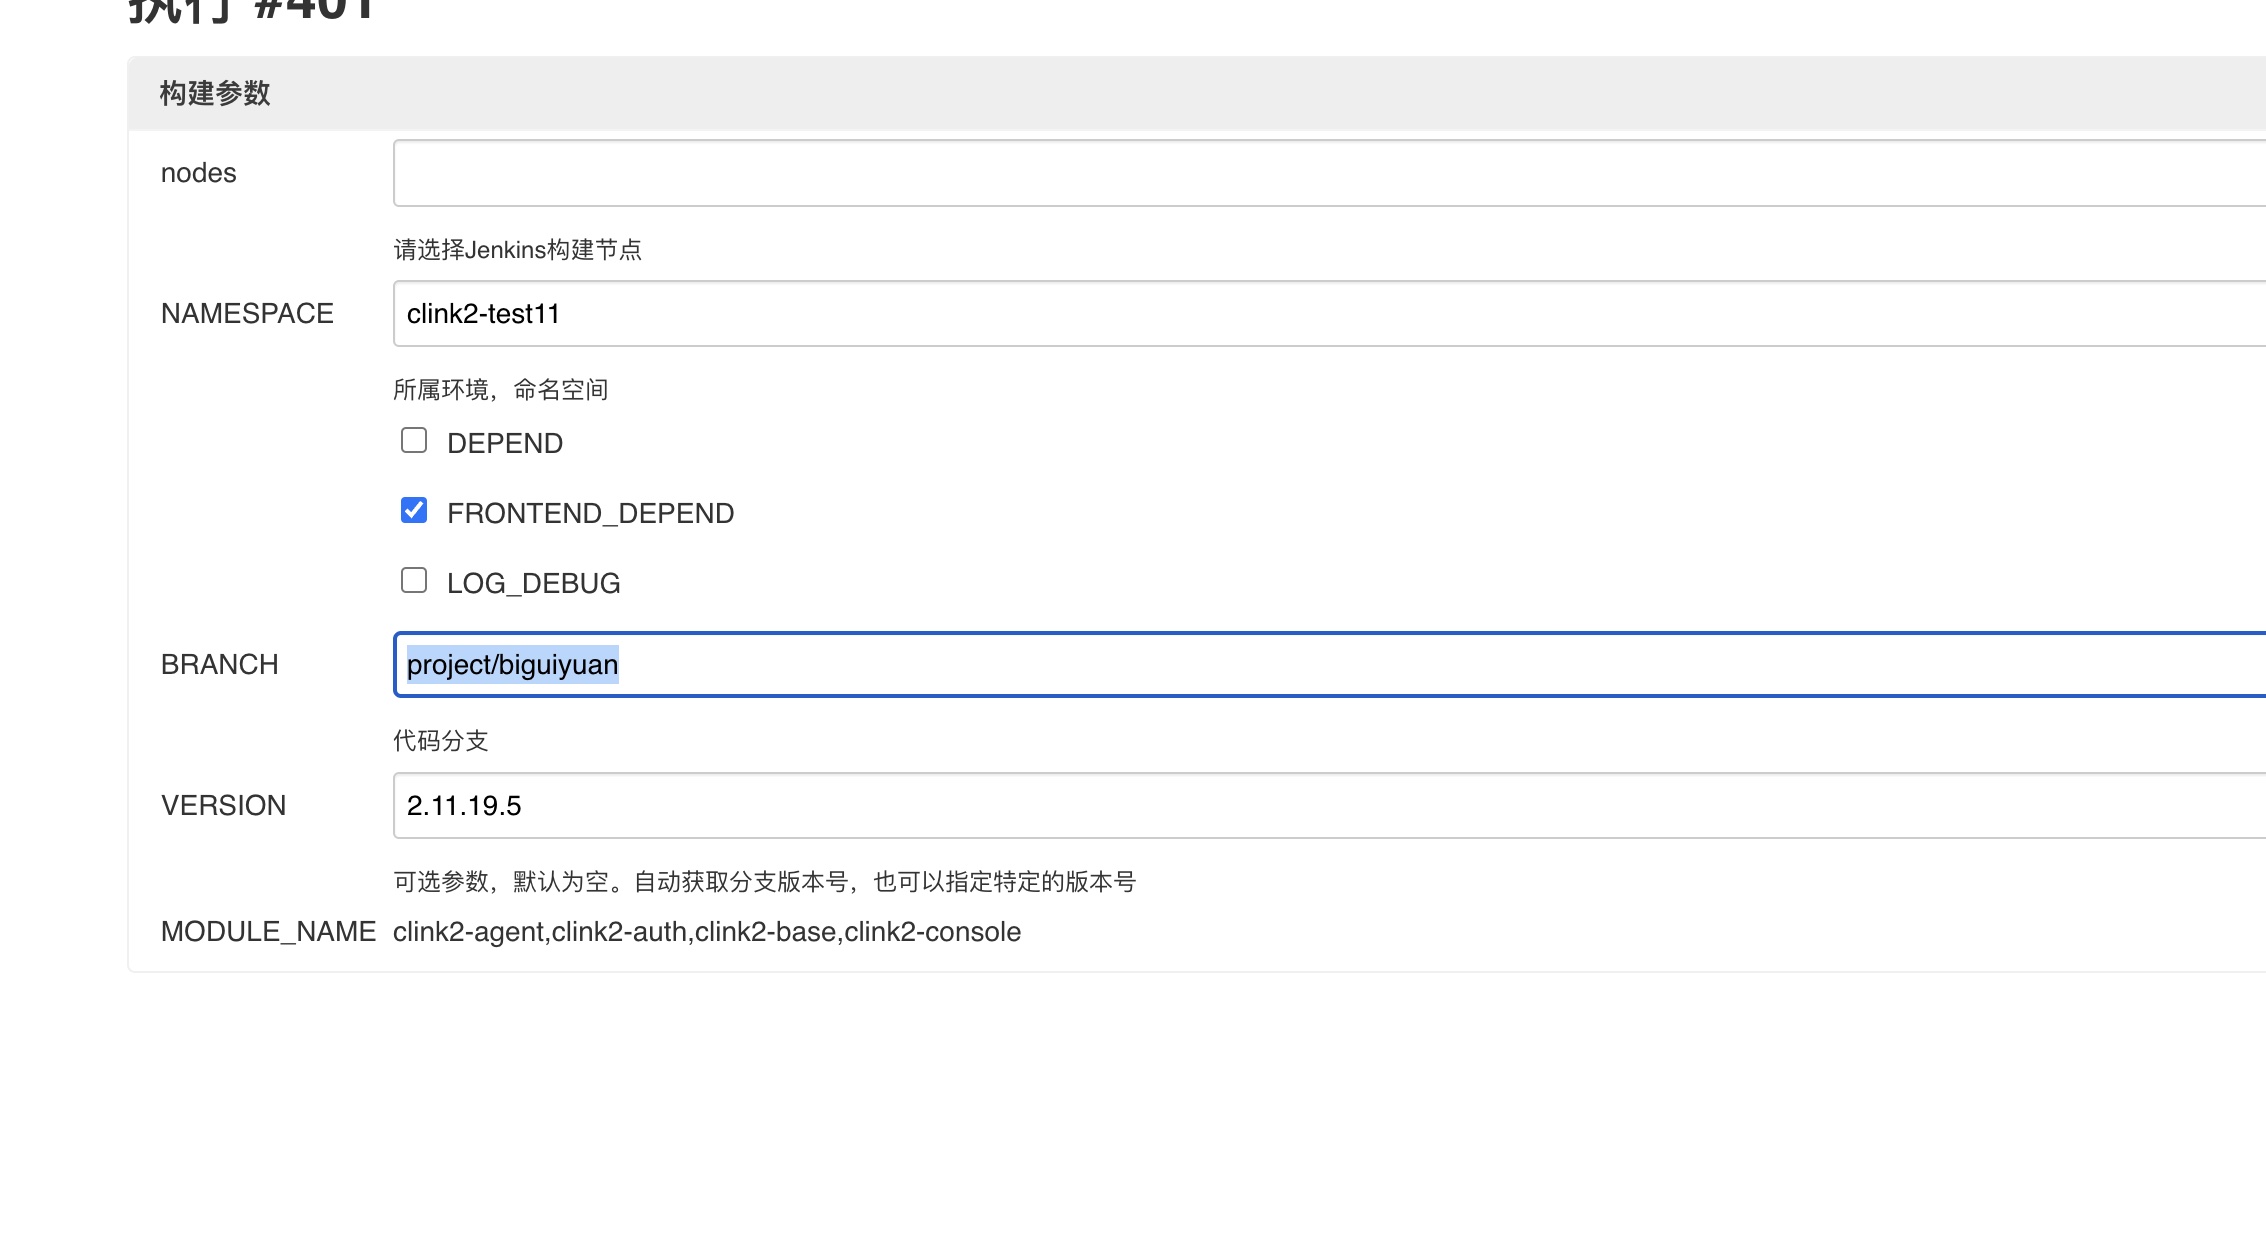 执行 #401
构建参数
nodes
请选择Jenkins构建节点
NAMESPACE clink2-test11
所属环境，命名空间
DEPEND
FRONTEND_DEPEND
LOG_DEBUG
BRANCH project/biguiyuan
代码分支
VERSION 2.11.19.5
可选参数，默认为空。自动获取分支版本号，也可以指定特定的版本号
MODULE_NAME clink2-agent,clink2-auth,clink2-base,clink2-console